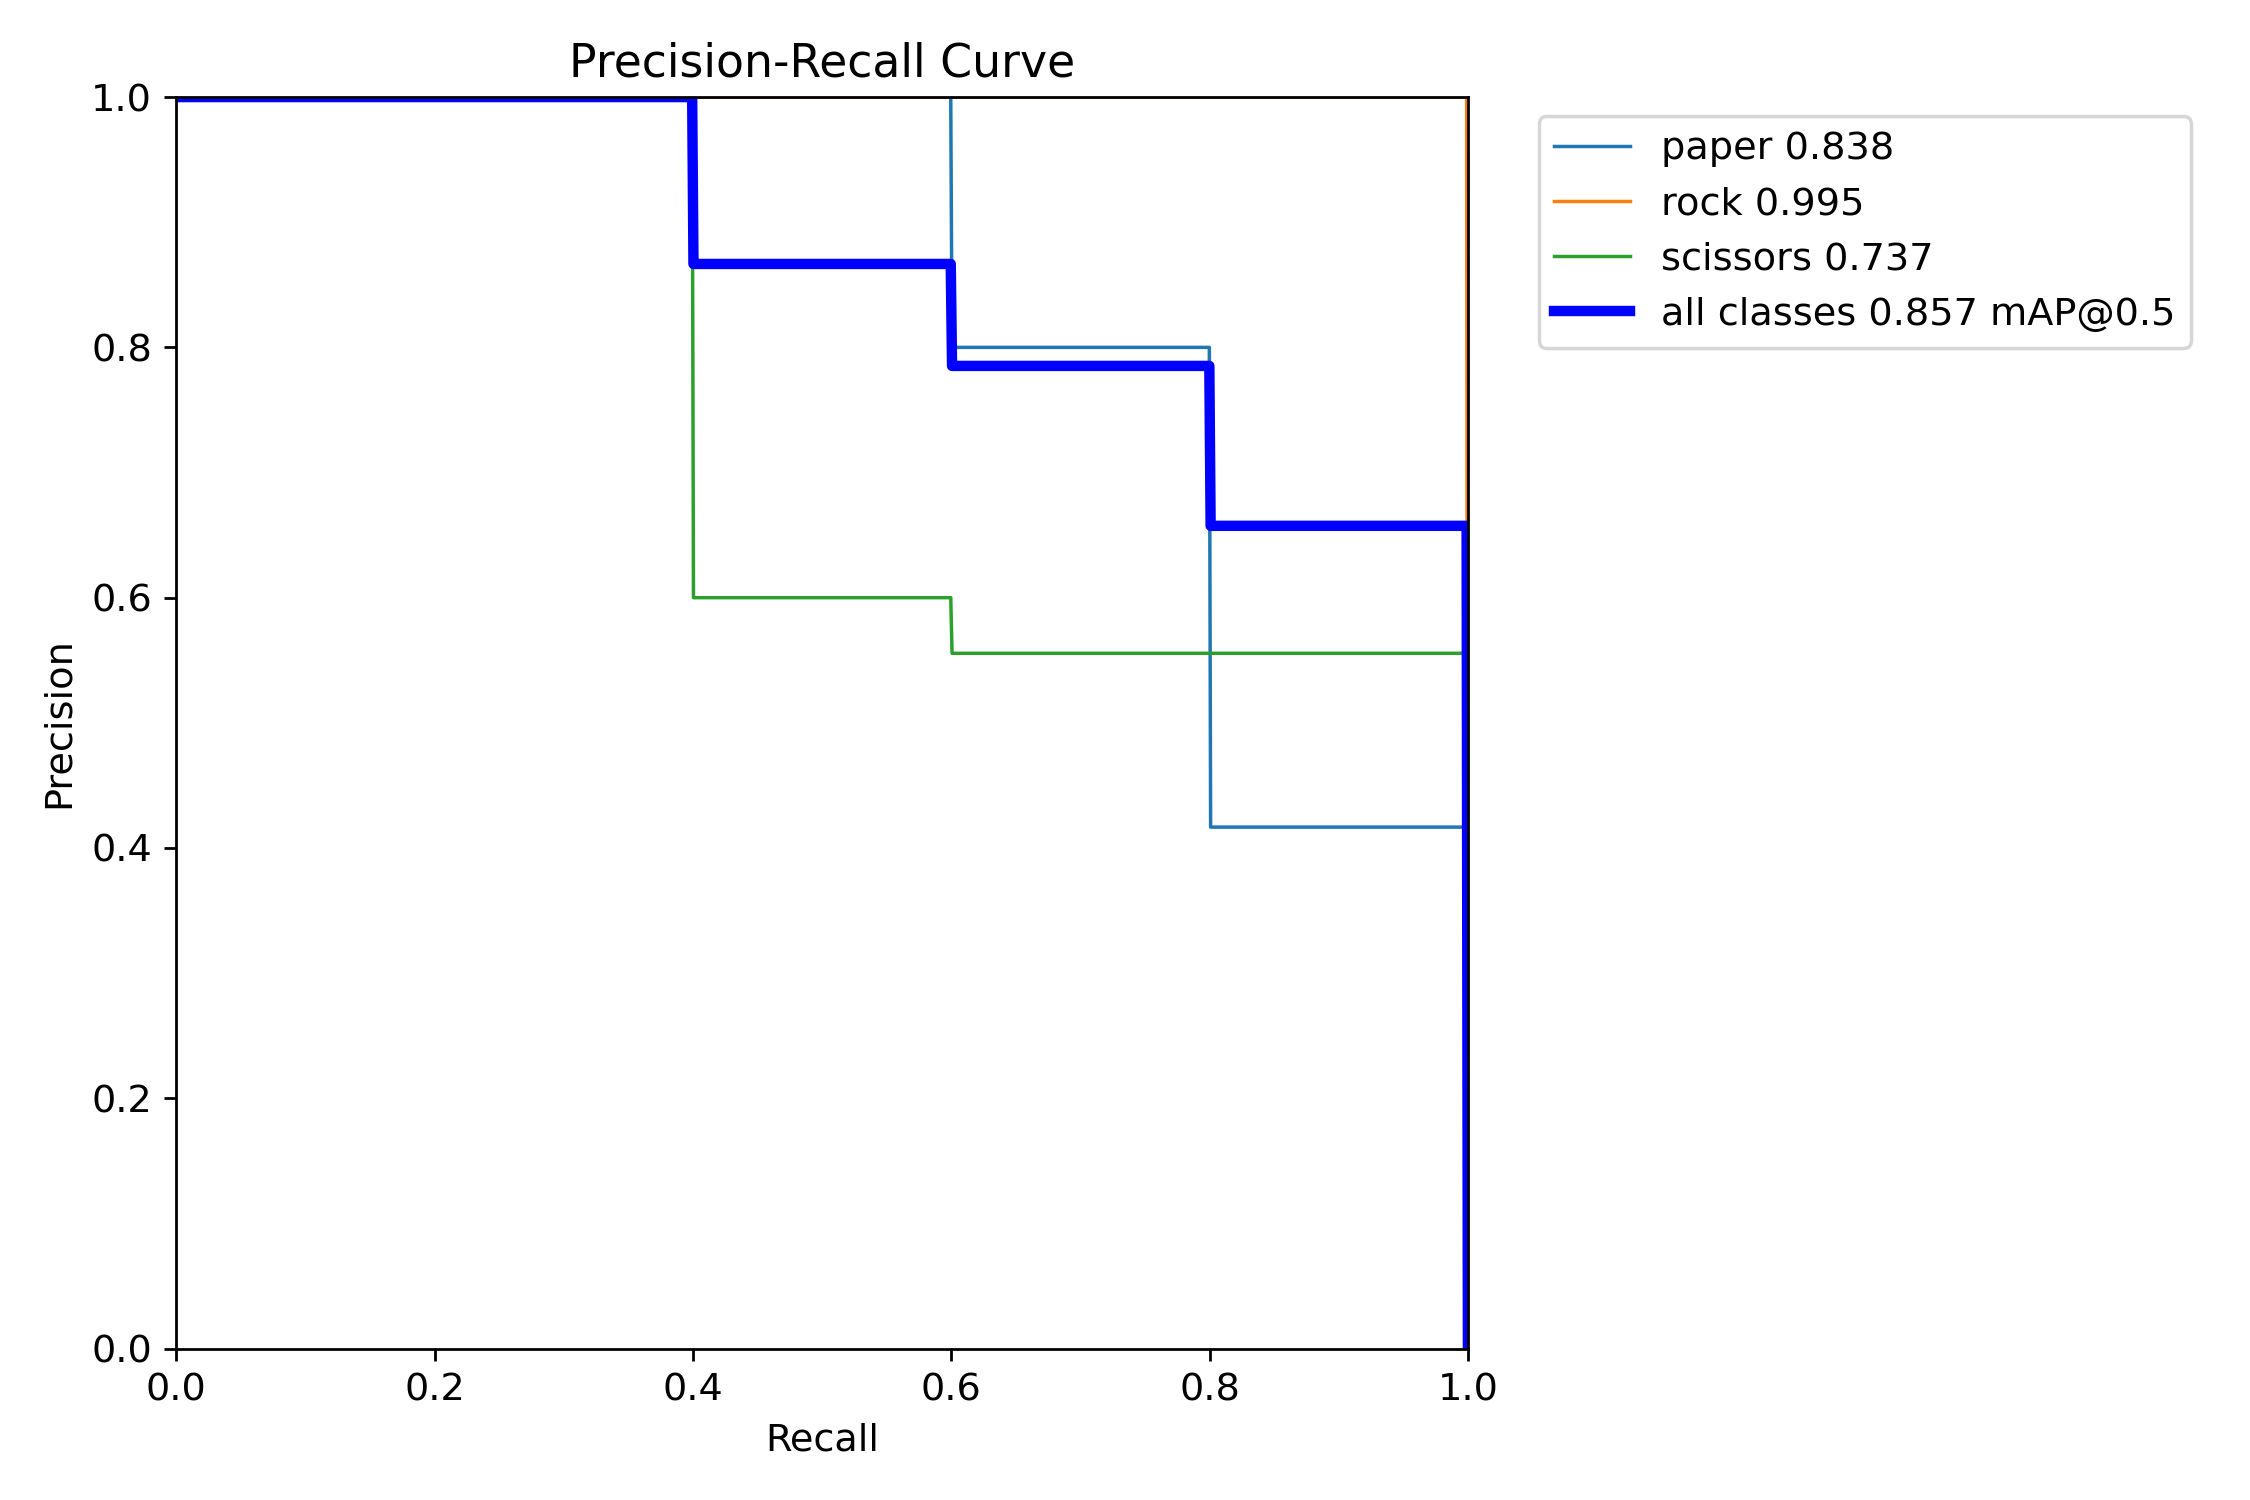 Precision-Recall Curve
1.0
0.8
0.6
0.4
0.2
0.0
Precision
0.0 0.2 0.4 0.6 0.8 1.0
Recall
paper 0.838
rock 0.995
scissors 0.737
all classes 0.857 mAP@0.5